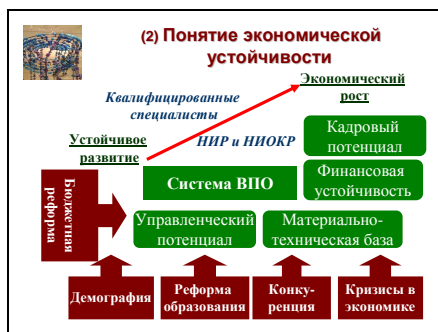 (2) Понятие экономической
устойчивости
Экономический
рост
Квалифицированные
специалисты
Устойчивое
развитие
НИР и НИОКР
Кадровый
потенциал
Система ВПО
Финансовая
устойчивость
Бюджетная
реформа
Управленческий
потенциал
Материально-
техническая база
Демография
Реформа
образования
Конку-
ренция
Кризисы в
экономике